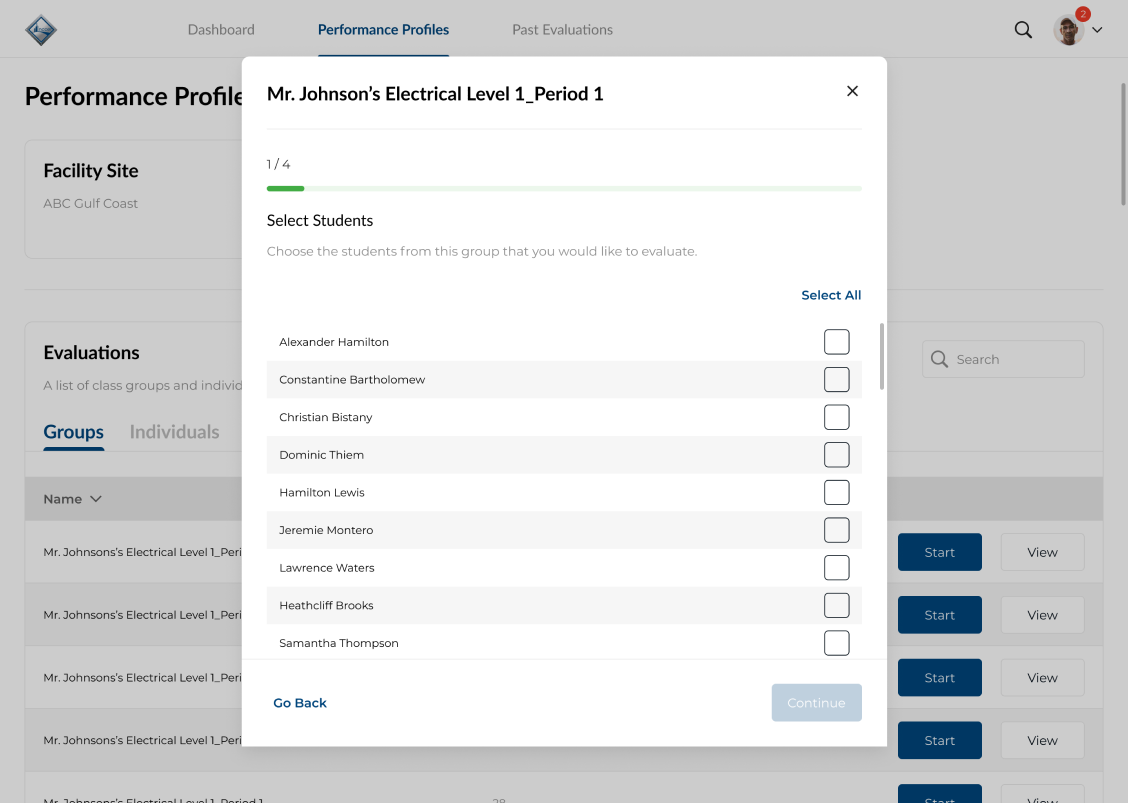 Dashboard
Performance Profiles
Past Evaluations
2
Performance Profile
Mr. Johnson’s Electrical Level 1_Period 1
1 / 4
Facility Site
ABC Gulf Coast
Select Students
Choose the students from this group that you would like to evaluate.
Select All
Alexander Hamilton
Constantine Bartholomew
Christian Bistany
Dominic Thiem
Hamilton Lewis
Jeremie Montero
Lawrence Waters
Heathcliff Brooks
Samantha Thompson
Go Back
Continue
Evaluations
A list of class groups and individ
Search
Groups
Individuals
Name
Mr. Johnsons’s Electrical Level 1_Peri
Start
View
Mr. Johnsons’s Electrical Level 1_Peri
Start
View
Mr. Johnsons’s Electrical Level 1_Peri
Start
View
Mr. Johnsons’s Electrical Level 1_Peri
Start
View
Mr. Johnsons’s Electrical Level 1_Period 1
28
Start
View